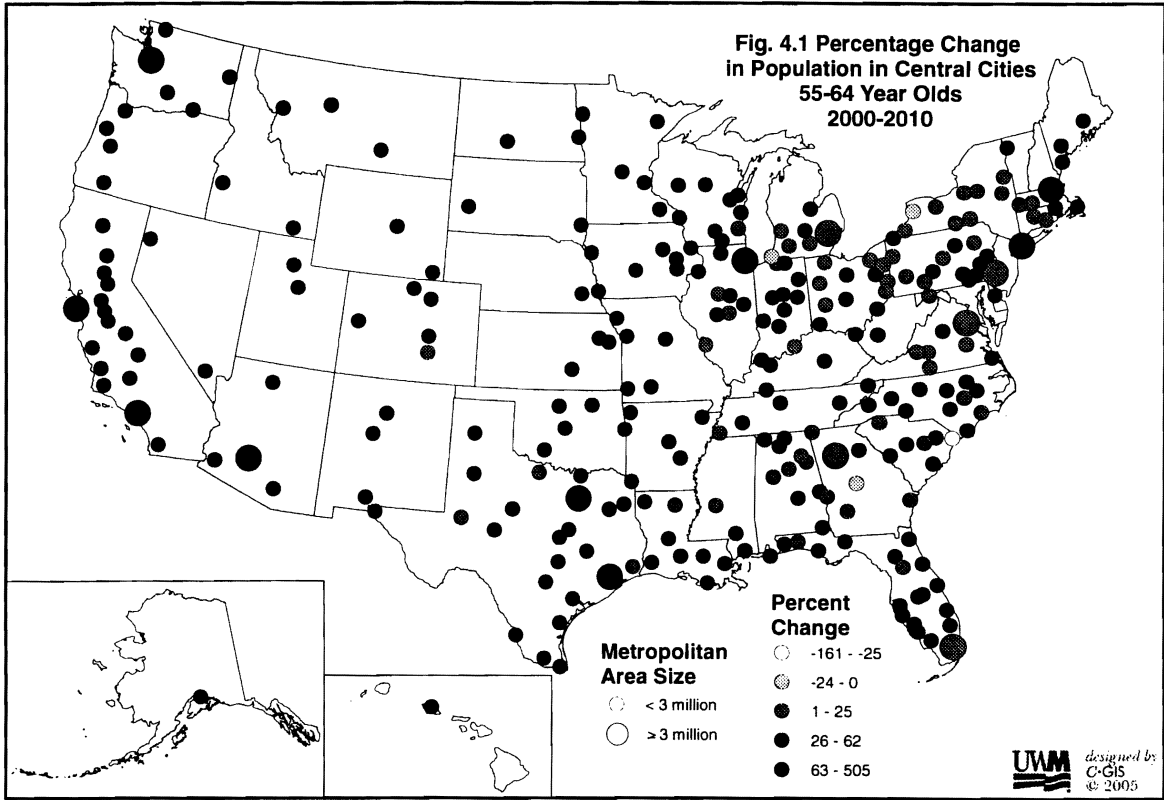 Fig. 4.1 Percentage Change
in Population in Central Cities
55-64 Year Olds
2000-2010
Metropolitan
Area Size
< 3 million
≥ 3 million
Percent
Change
-161 - -25
-24 - 0
1 - 25
26 - 62
63 - 505
UWM
designed by
C•GIS
© 2005